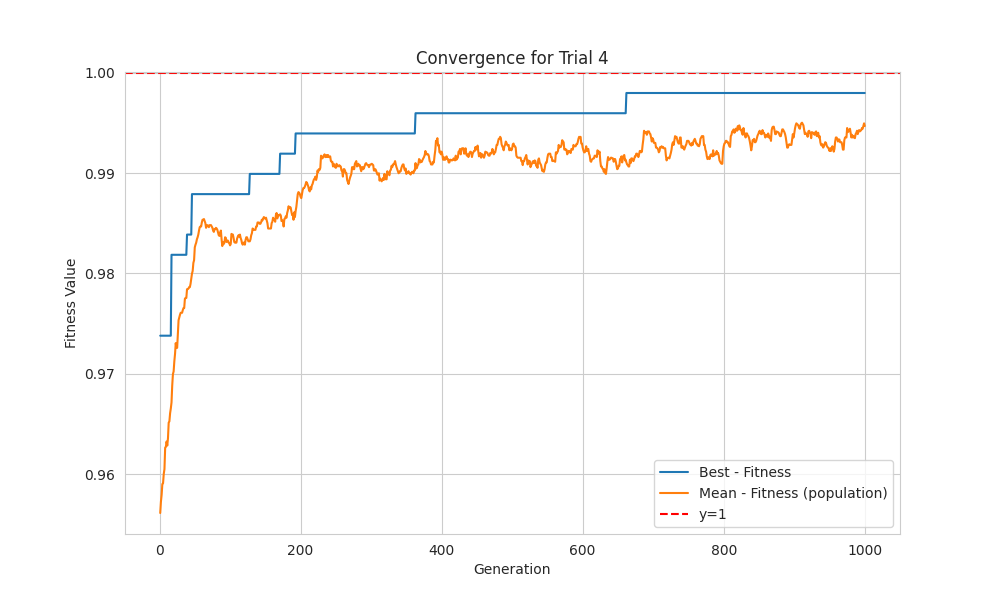 Convergence for Trial 4
1.00
0.99
0.98
0.97
0.96
Fitness Value
0
200
400
600
800
1000
Generation
Best - Fitness
Mean - Fitness (population)
y=1